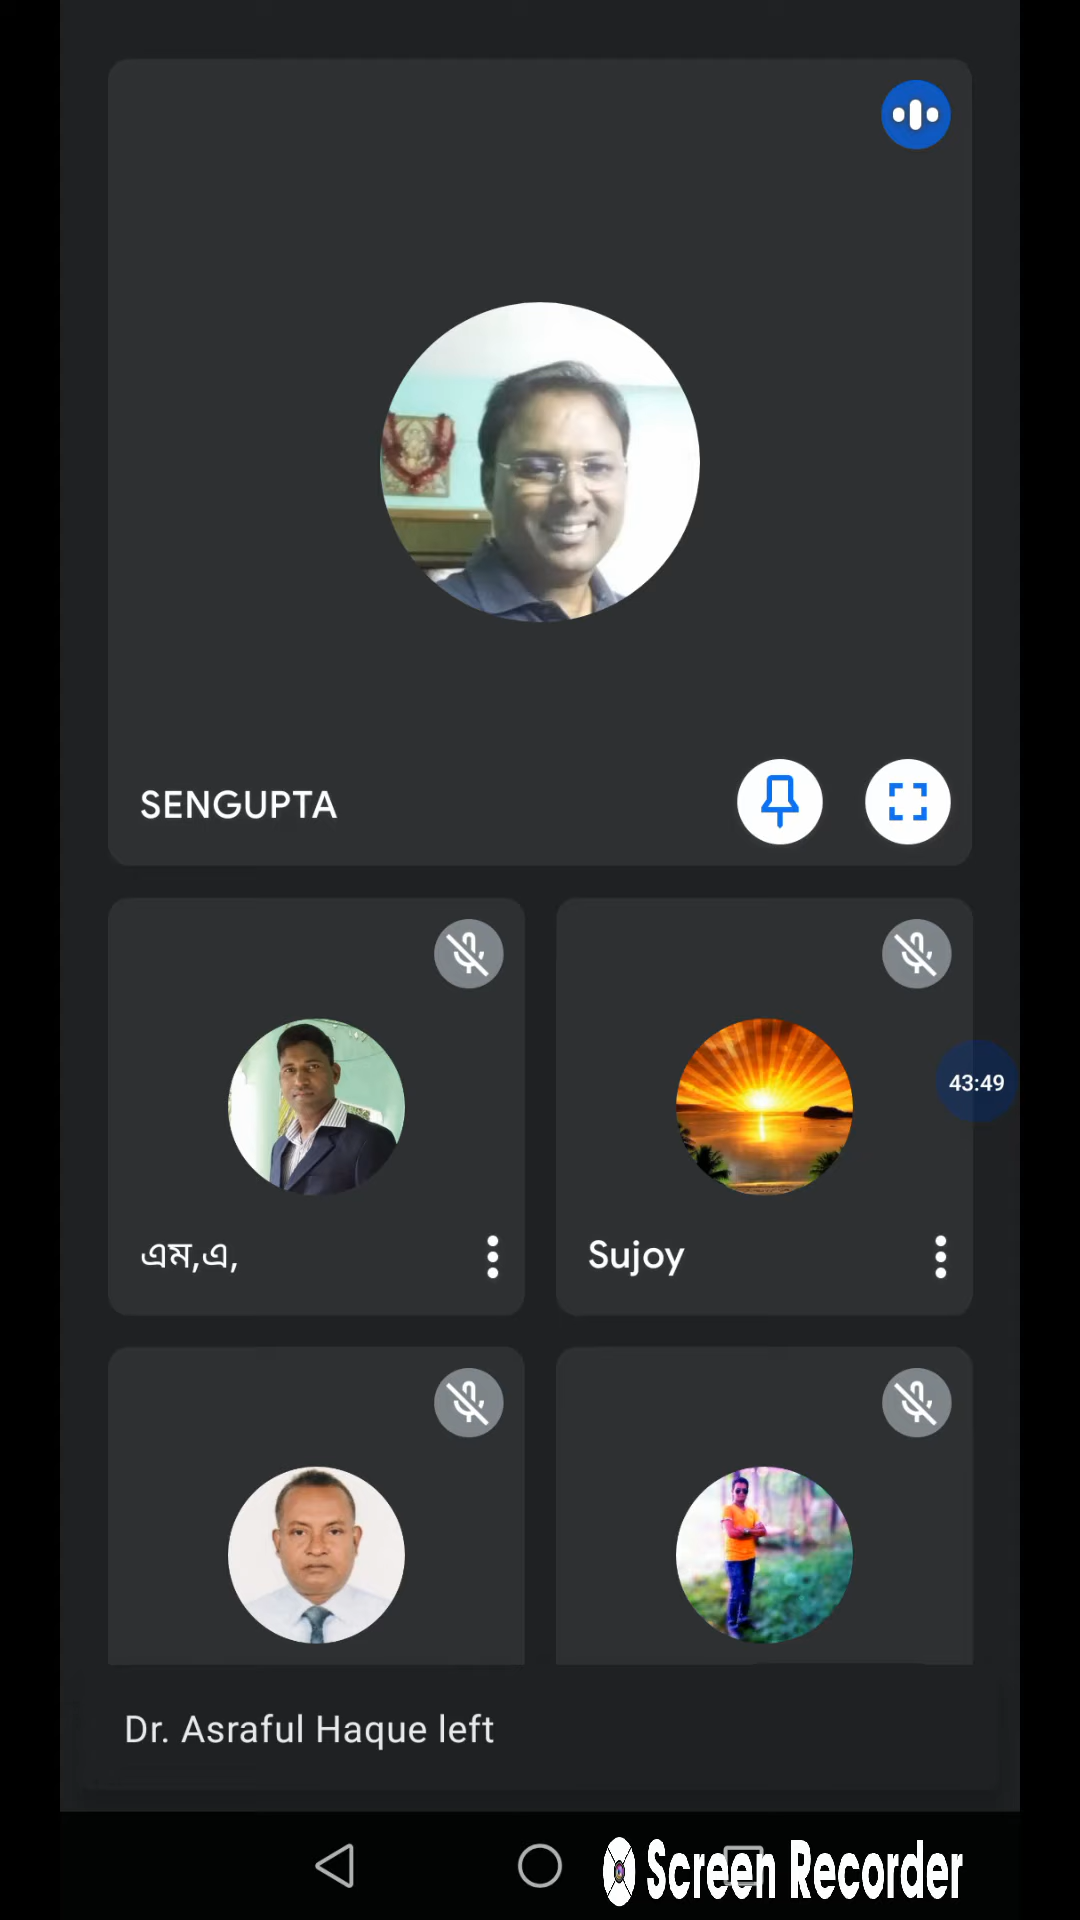 SENGUPTA
এম,এ,
Sujoy
43:49
Dr. Asraful Haque left
Screen Recorder